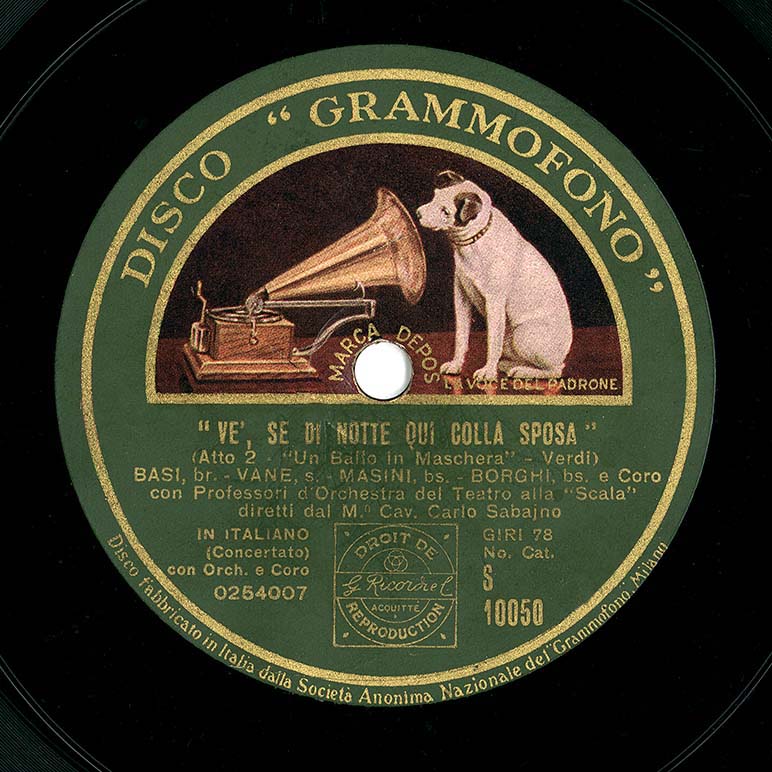 DISCO “GRAMMOFONO”
MARCA DEPOS
LA VOCE DEL PADRONE
“ VE', SE DI NOTTE QUI COLLA SPOSA ”
(Atto 2 - “Un Ballo in Maschera” - Verdi)
BASI, br. - VANE, s. - MASINI, bs. - BORGHI, bs. e Coro
con Professori d'Orchestra del Teatro alla “Scala”
diretti dal M.º Cav. Carlo Sabajno
IN ITALIANO
(Concertato)
con Orch. e Coro
0254007
DROIT DE
G. Ricordi e C.
ACQUITTÉ
REPRODUCTION
GIRI 78
No. Cat.
S
10050
Disco fabbricato in Italia dalla Società Anonima Nazionale del “Grammofono”, Milano